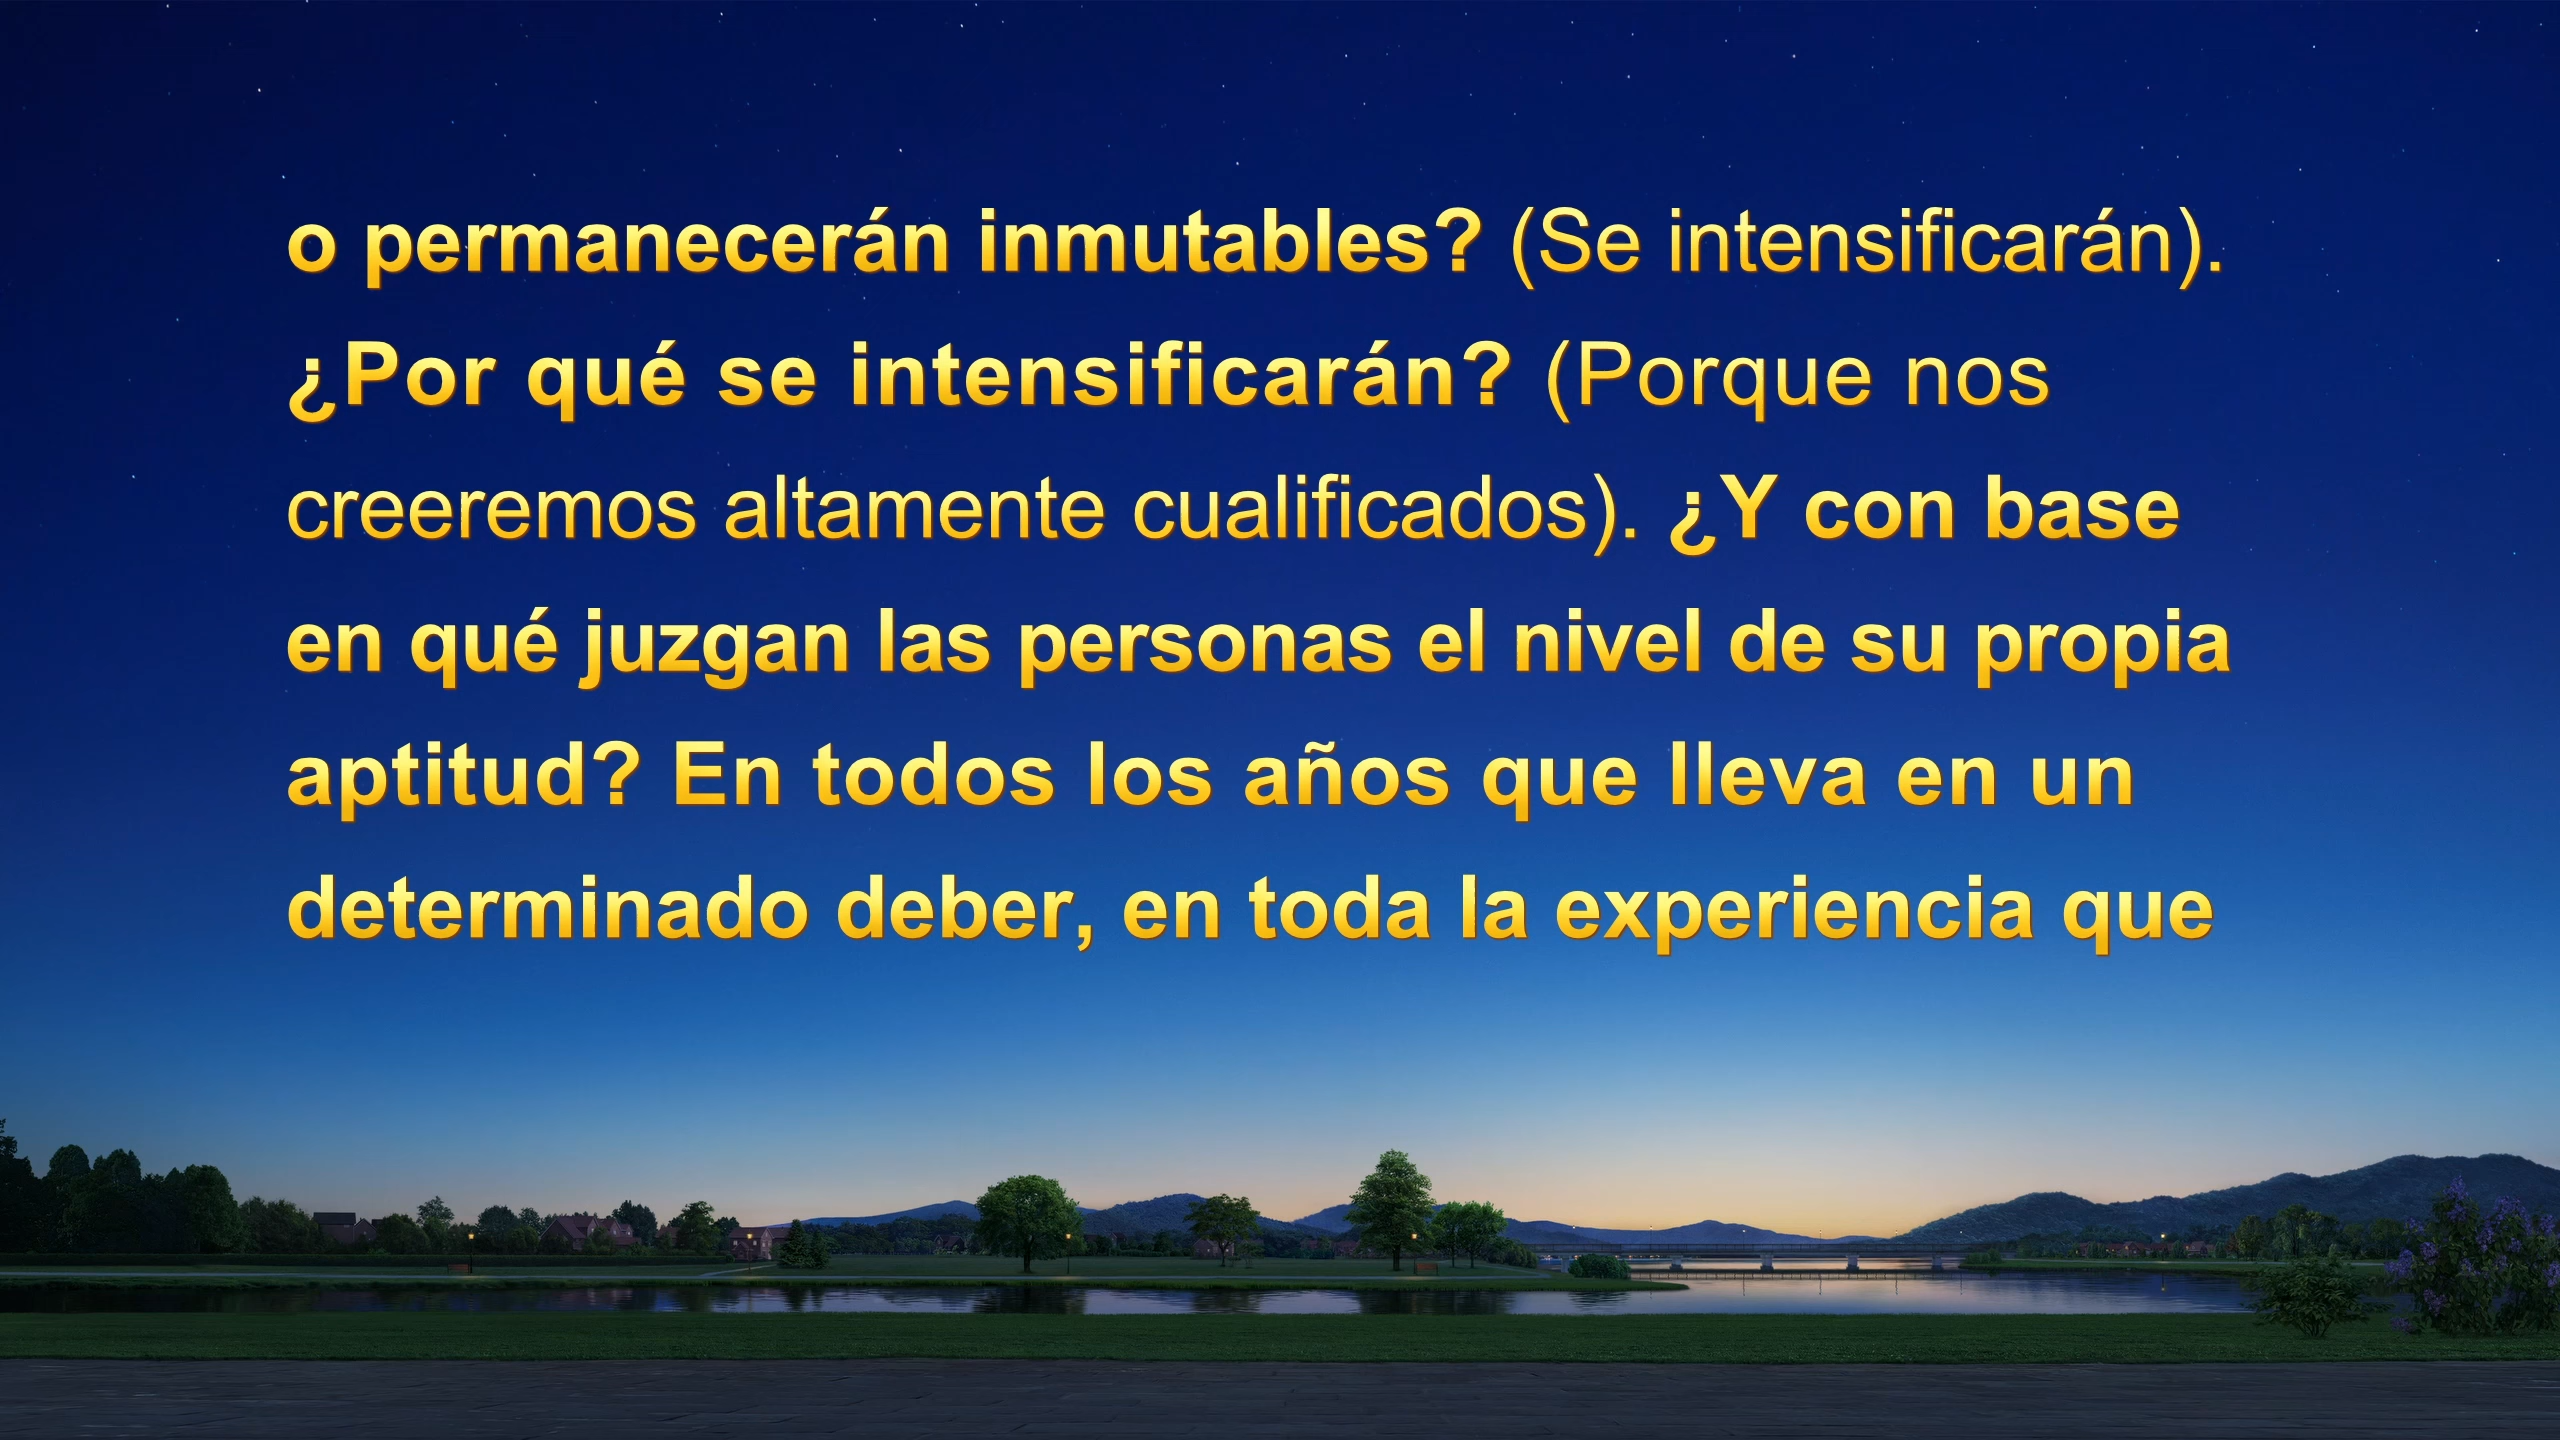 o permanecerán inmutables? (Se intensificarán).
¿Por qué se intensificarán? (Porque nos
creeremos altamente cualificados). ¿Y con base
en qué juzgan las personas el nivel de su propia
aptitud? En todos los años que lleva en un
determinado deber, en toda la experiencia que